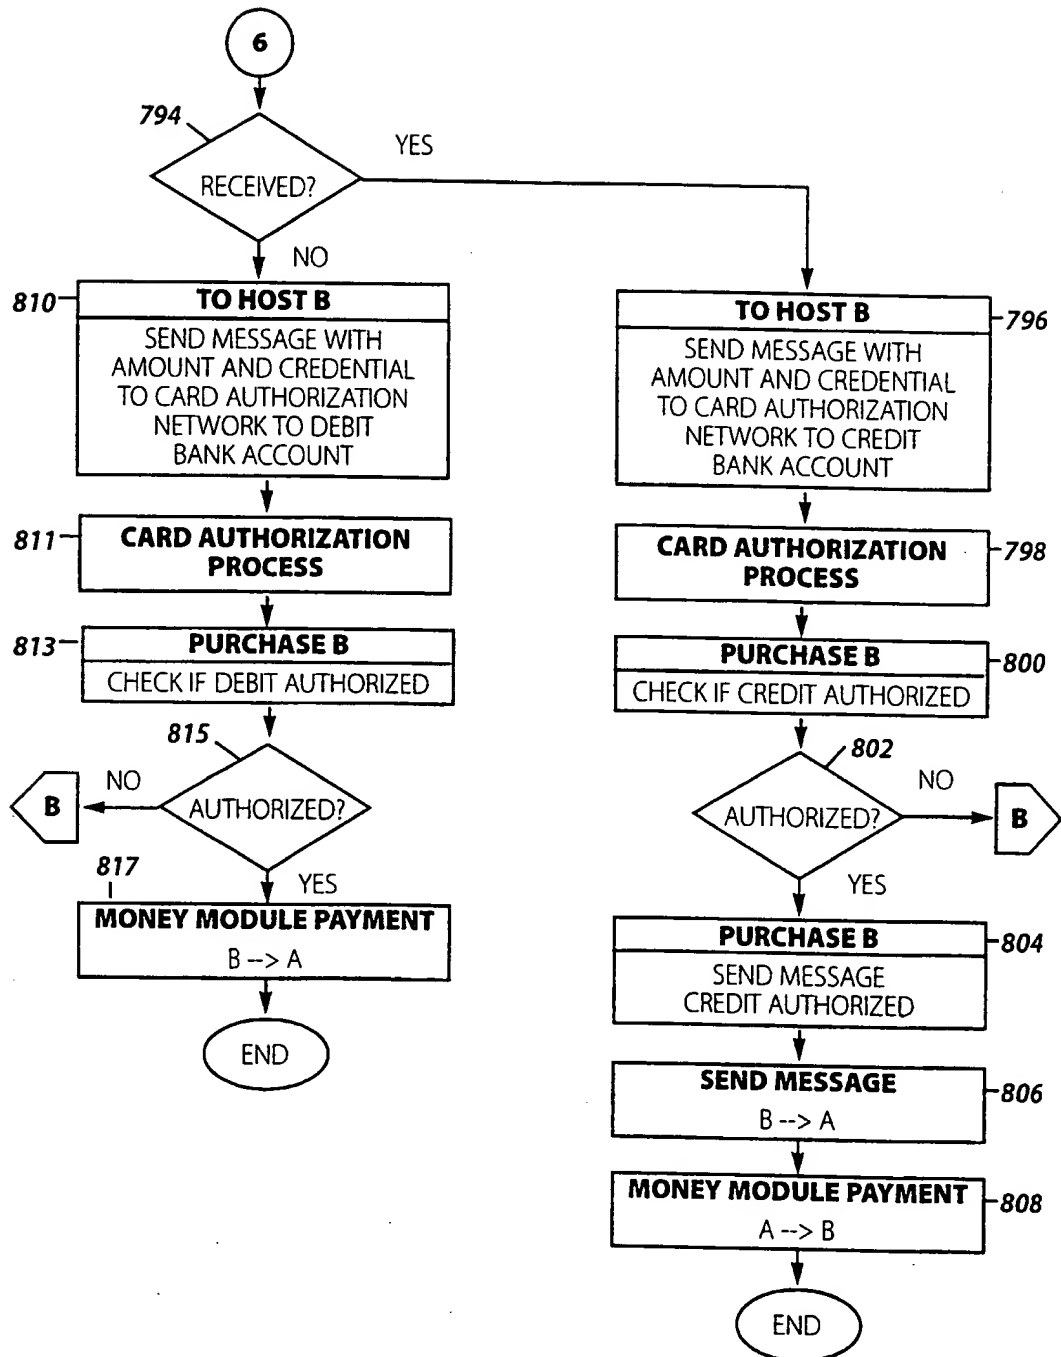 6
794
YES
RECEIVED?
NO
810
TO HOST B
SEND MESSAGE WITH
AMOUNT AND CREDENTIAL
TO CARD AUTHORIZATION
NETWORK TO DEBIT
BANK ACCOUNT
811
CARD AUTHORIZATION
PROCESS
813
PURCHASE B
CHECK IF DEBIT AUTHORIZED
815
NO
B
AUTHORIZED?
817
YES
MONEY MODULE PAYMENT
B --> A
END
TO HOST B
796
SEND MESSAGE WITH
AMOUNT AND CREDENTIAL
TO CARD AUTHORIZATION
NETWORK TO CREDIT
BANK ACCOUNT
CARD AUTHORIZATION
PROCESS
798
PURCHASE B
800
CHECK IF CREDIT AUTHORIZED
802
NO
AUTHORIZED?
B
YES
PURCHASE B
804
SEND MESSAGE
CREDIT AUTHORIZED
SEND MESSAGE
806
B --> A
MONEY MODULE PAYMENT
808
A --> B
END